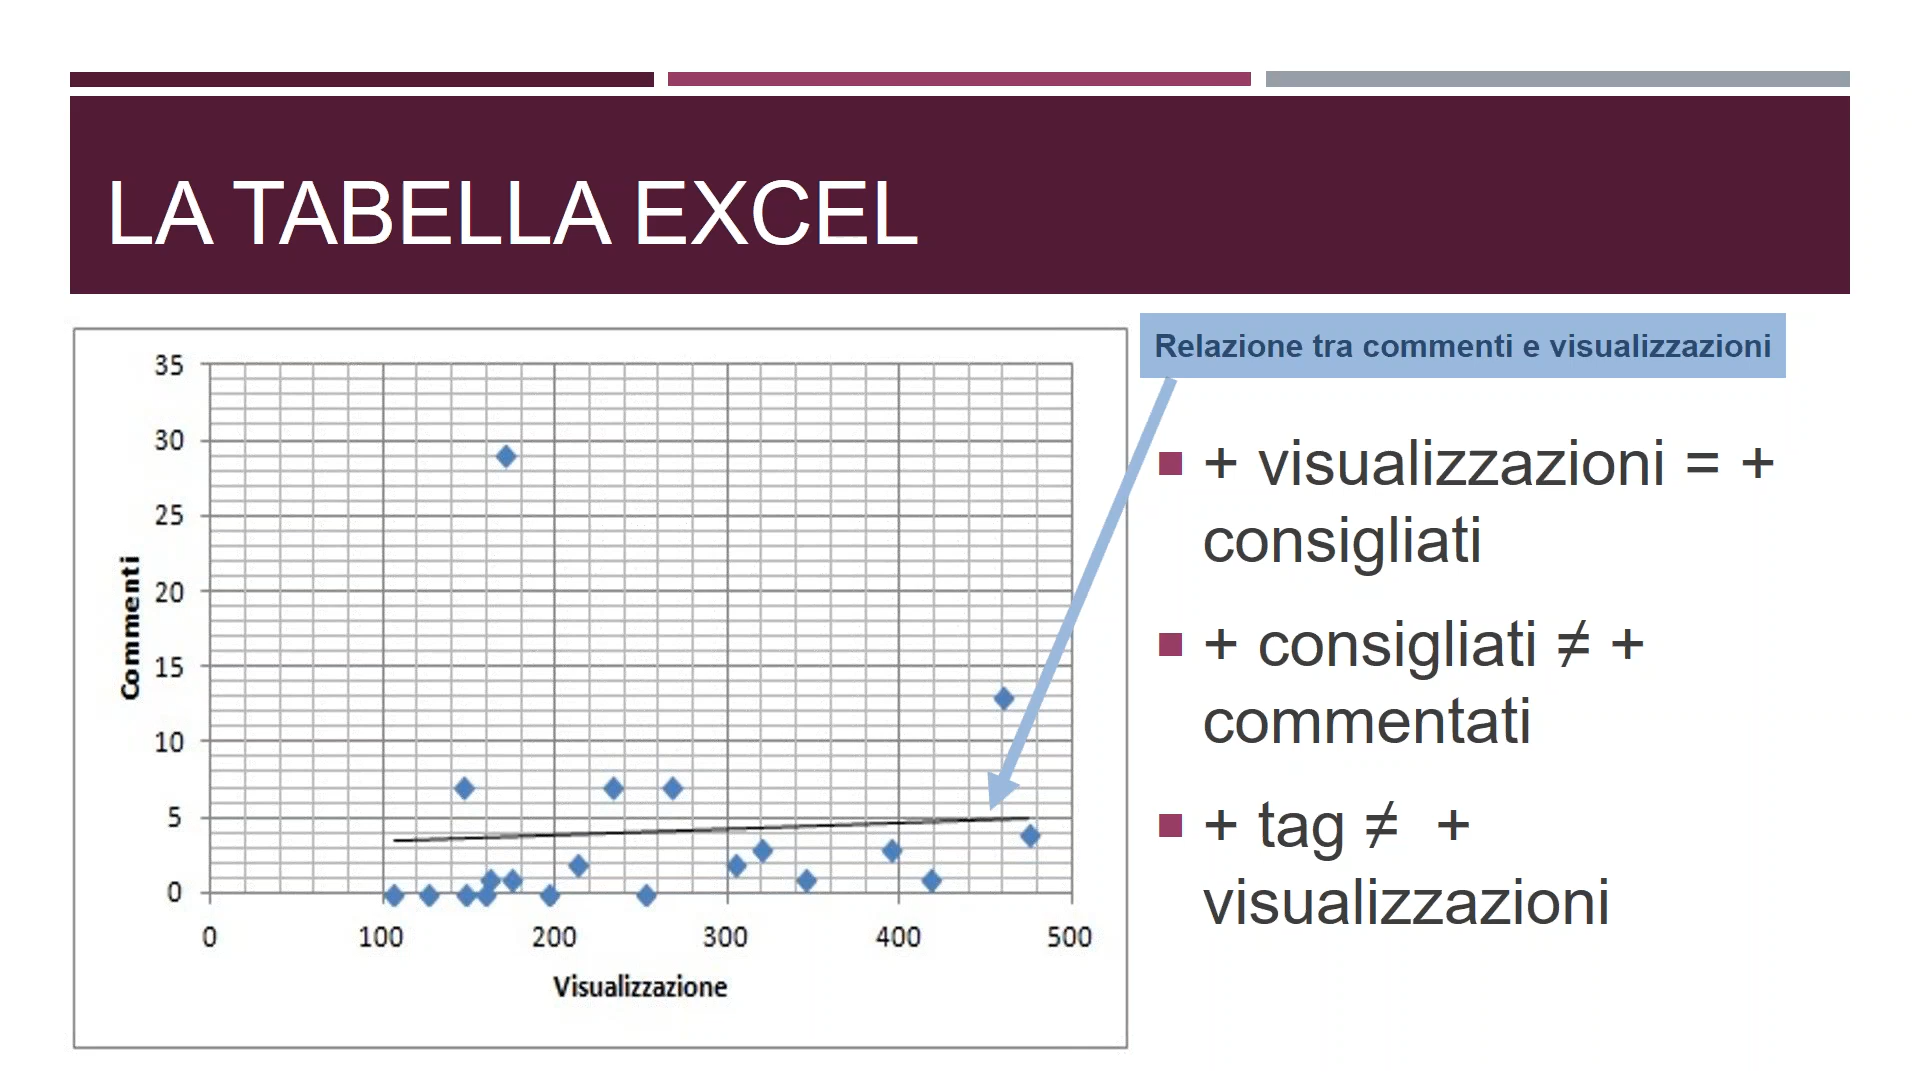 LA TABELLA EXCEL
Relazione tra commenti e visualizzazioni
35
30
25
20
15
10
5
0
Commenti
0 100 200 300 400 500
Visualizzazione
+ visualizzazioni = +
consigliati
+ consigliati ≠ +
commentati
+ tag ≠ +
visualizzazioni